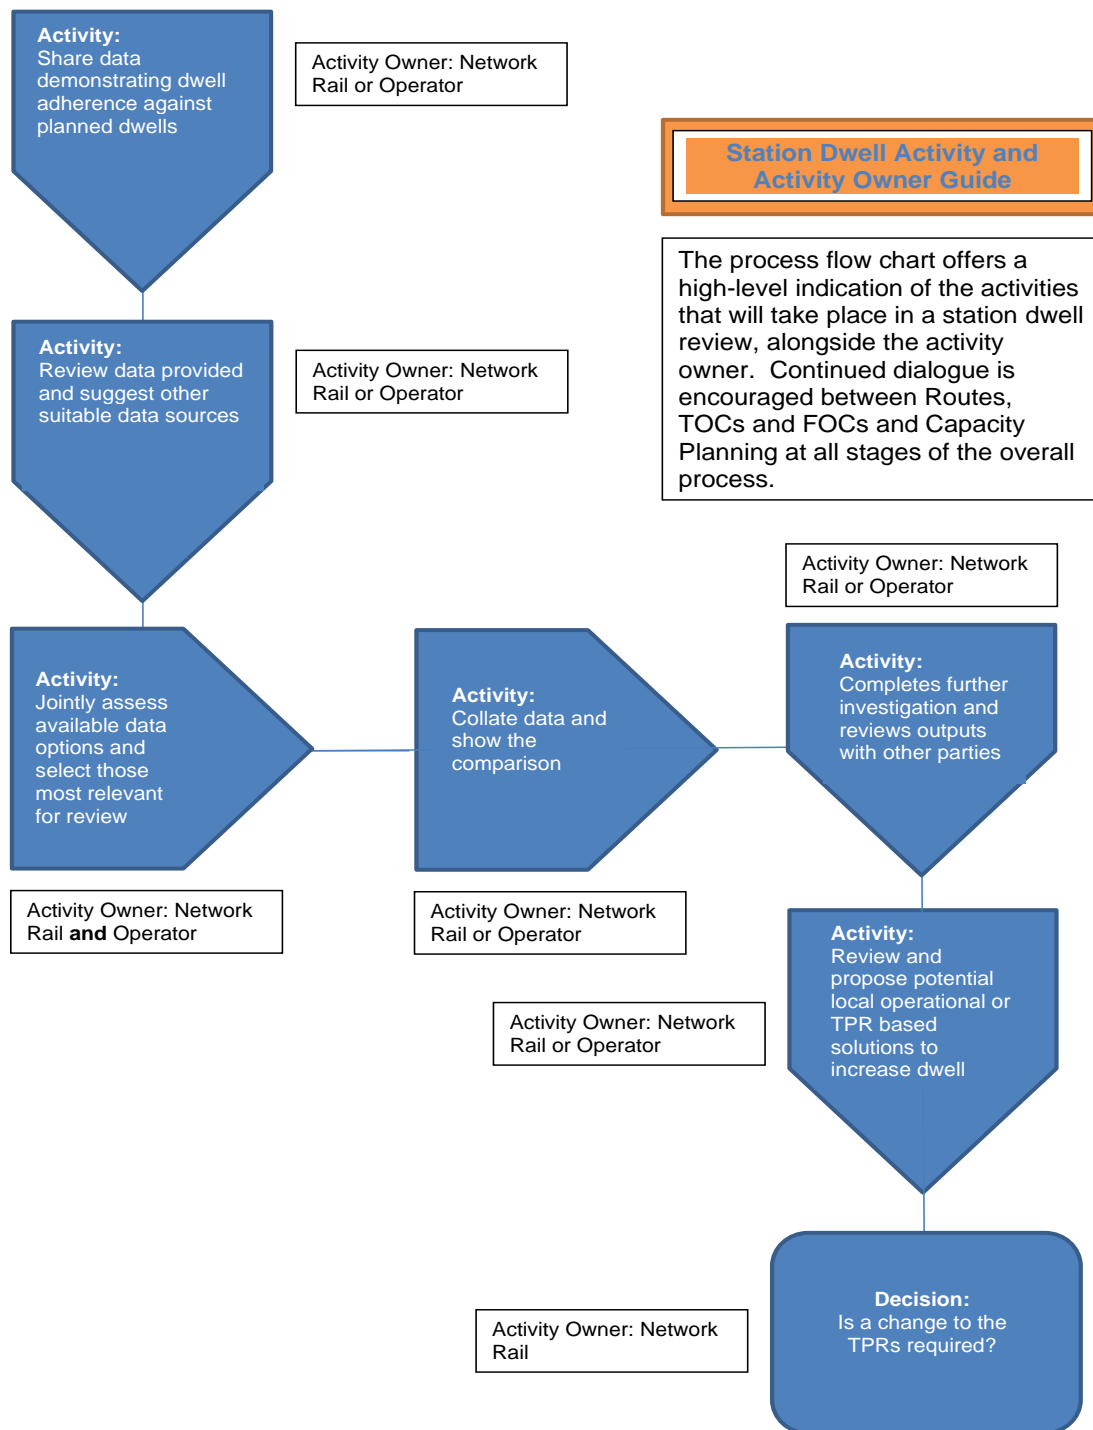 Activity:
Share data
demonstrating dwell
adherence against
planned dwells
Activity Owner: Network
Rail or Operator
Station Dwell Activity and
Activity Owner Guide
The process flow chart offers a
high-level indication of the activities
that will take place in a station dwell
review, alongside the activity
owner.  Continued dialogue is
encouraged between Routes,
TOCs and FOCs and Capacity
Planning at all stages of the overall
process.
Activity:
Review data provided
and suggest other
suitable data sources
Activity Owner: Network
Rail or Operator
Activity:
Jointly assess
available data
options and
select those
most relevant
for review
Activity Owner: Network
Rail and Operator
Activity:
Collate data and
show the
comparison
Activity Owner: Network
Rail or Operator
Activity Owner: Network
Rail or Operator
Activity:
Completes further
investigation and
reviews outputs
with other parties
Activity:
Review and
propose potential
local operational or
TPR based
solutions to
increase dwell
Activity Owner: Network
Rail or Operator
Decision:
Is a change to the
TPRs required?
Activity Owner: Network
Rail